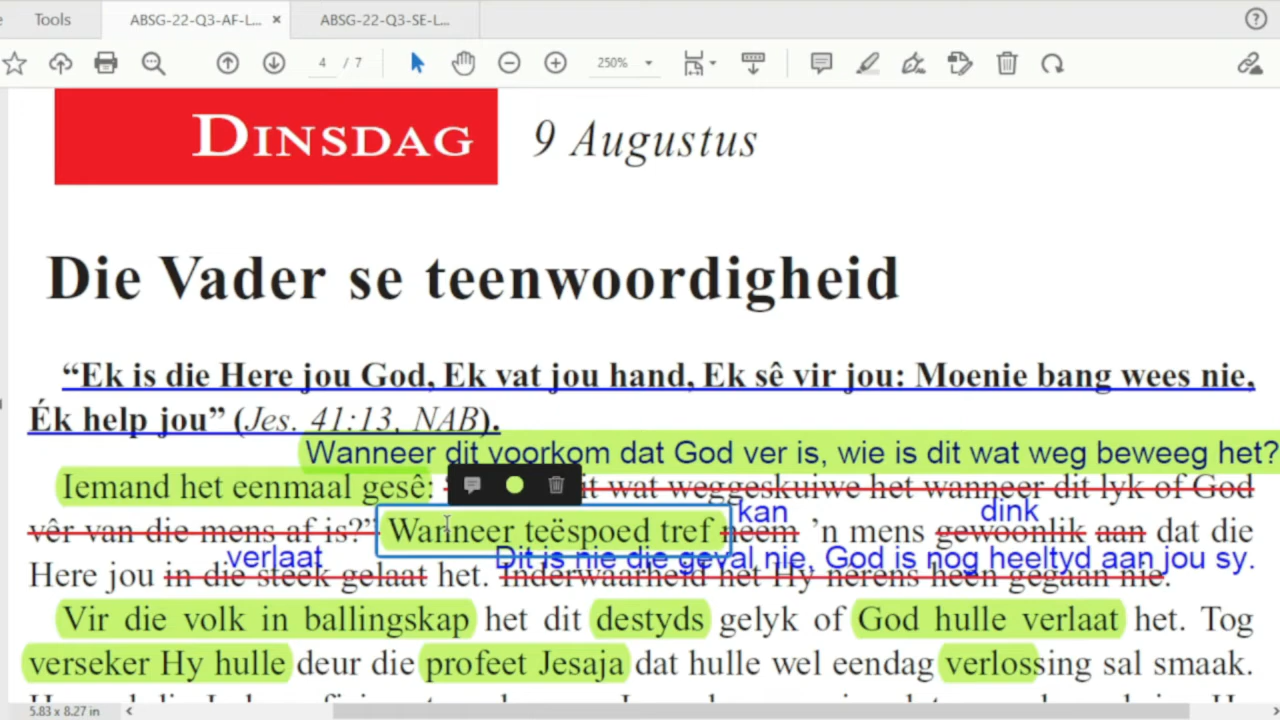 Tools
ABSG-22-Q3-AF-L... ×
ABSG-22-Q3-SE-L...
4 / 7
250%
DINSDAG
9 Augustus
Die Vader se teenwoordigheid
“Ek is die Here jou God, Ek vat jou hand, Ek sê vir jou: Moenie bang wees nie,
Ék help jou” (Jes. 41:13, NAB).
Wanneer dit voorkom dat God ver is, wie is dit wat weg beweeg het?
Iemand het eenmaal gesê: it wat weggeskuiwe het wanneer dit lyk of God
kan dink
vêr van die mens af is?” Wanneer teëspoed tref neem ’n mens gewoonlik aan dat die
verlaat Dit is nie die geval nie, God is nog heeltyd aan jou sy.
Here jou in die steek gelaat het. Inderwaarheid het Hy nêrens heen gegaan nie.
Vir die volk in ballingskap het dit destyds gelyk of God hulle verlaat het. Tog
verseker Hy hulle deur die profeet Jesaja dat hulle wel eendag verlossing sal smaak.
5.83 x 8.27 in